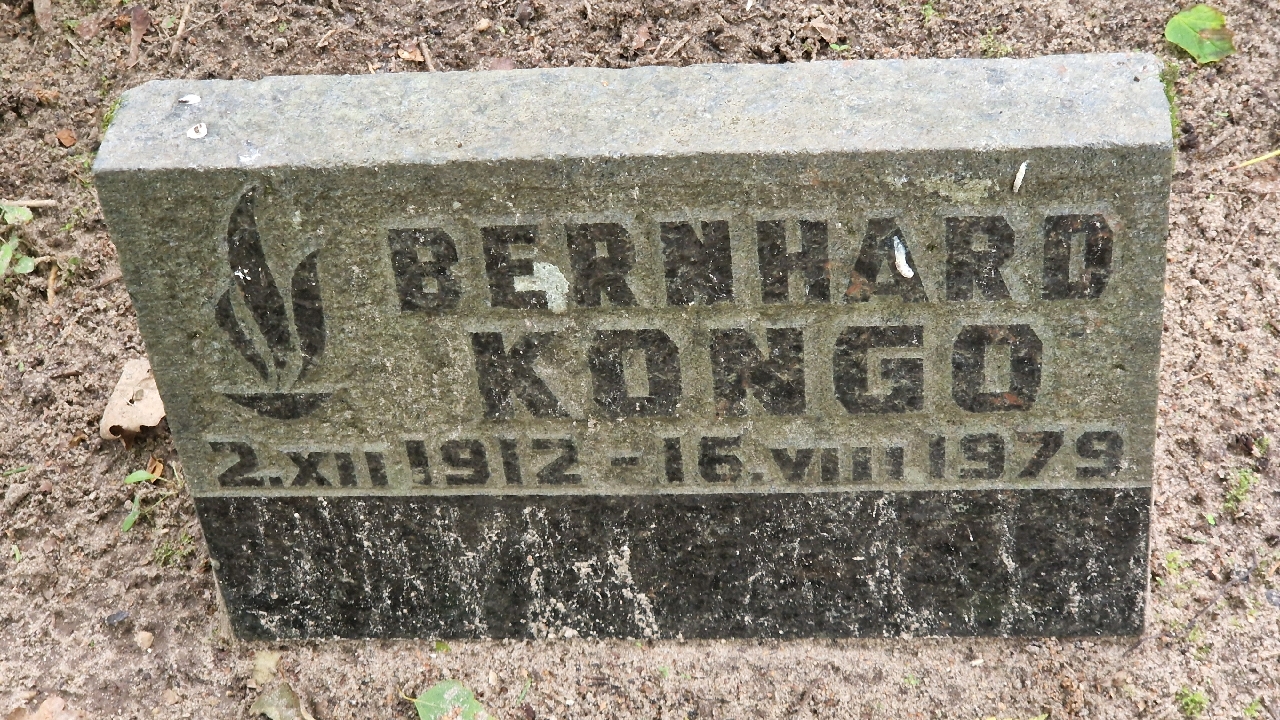 BERNHARD
KONGO
2.XII 1912 - 16.VIII 1979